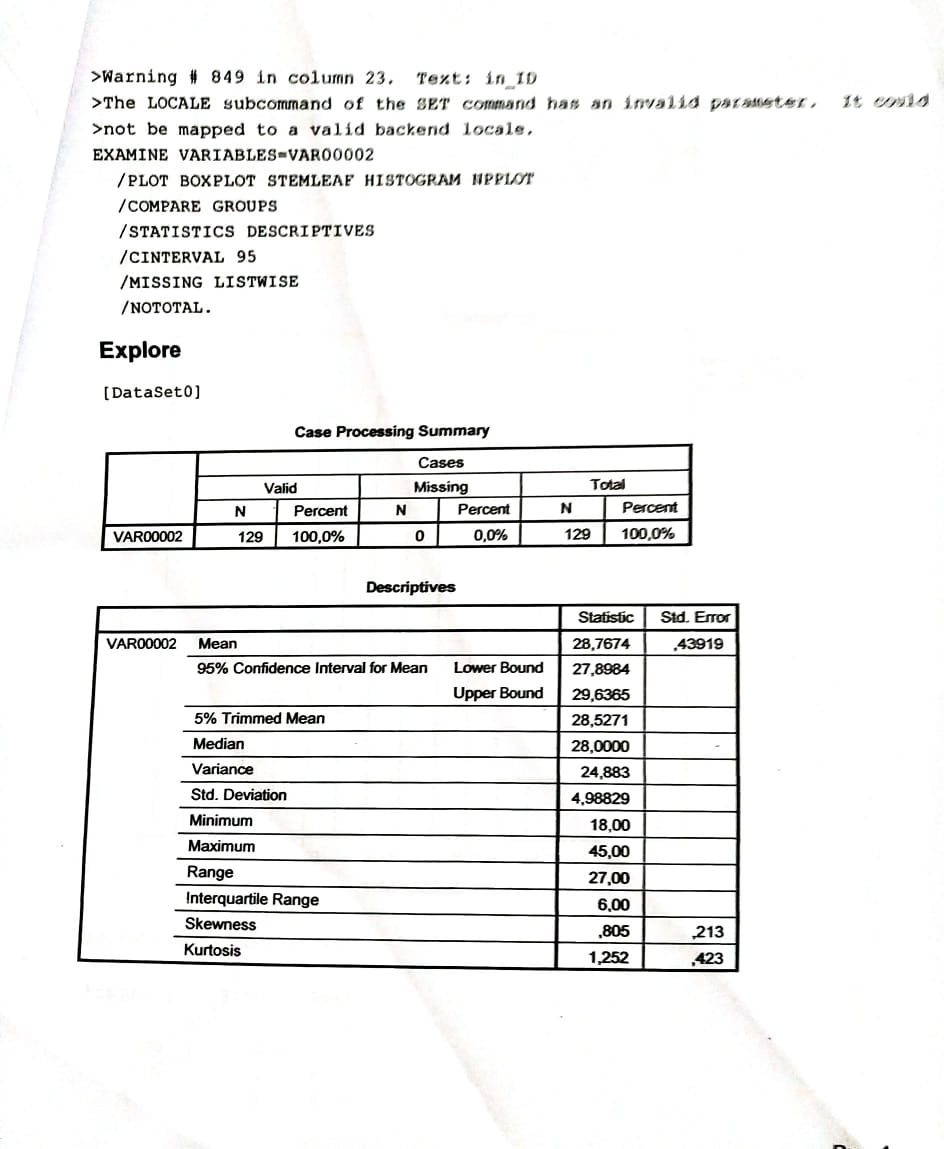 >Warning # 849 in column 23. Text: in_ID
>The LOCALE subcommand of the SET command has an invalid parameter. It could
>not be mapped to a valid backend locale.
EXAMINE VARIABLES=VAR00002
/PLOT BOXPLOT STEMLEAF HISTOGRAM NPPLOT
/COMPARE GROUPS
/STATISTICS DESCRIPTIVES
/CINTERVAL 95
/MISSING LISTWISE
/NOTOTAL.
Explore
[DataSet0]
Case Processing Summary
Cases
Valid Missing Total
N Percent N Percent N Percent
VAR00002 129 100,0% 0 0,0% 129 100,0%
Descriptives
Statistic Std. Error
VAR00002 Mean 28,7674 ,43919
95% Confidence Interval for Mean Lower Bound 27,8984
Upper Bound 29,6365
5% Trimmed Mean 28,5271
Median 28,0000
Variance 24,883
Std. Deviation 4,98829
Minimum 18,00
Maximum 45,00
Range 27,00
Interquartile Range 6,00
Skewness ,805 ,213
Kurtosis 1,252 ,423